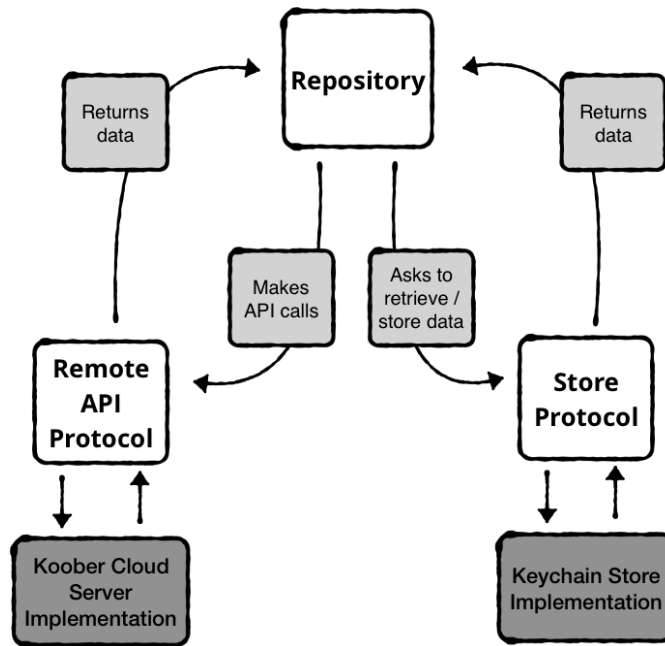 Repository
Returns
data
Returns
data
Makes
API calls
Asks to
retrieve /
store data
Remote
API
Protocol
Store
Protocol
Koober Cloud
Server
Implementation
Keychain Store
Implementation